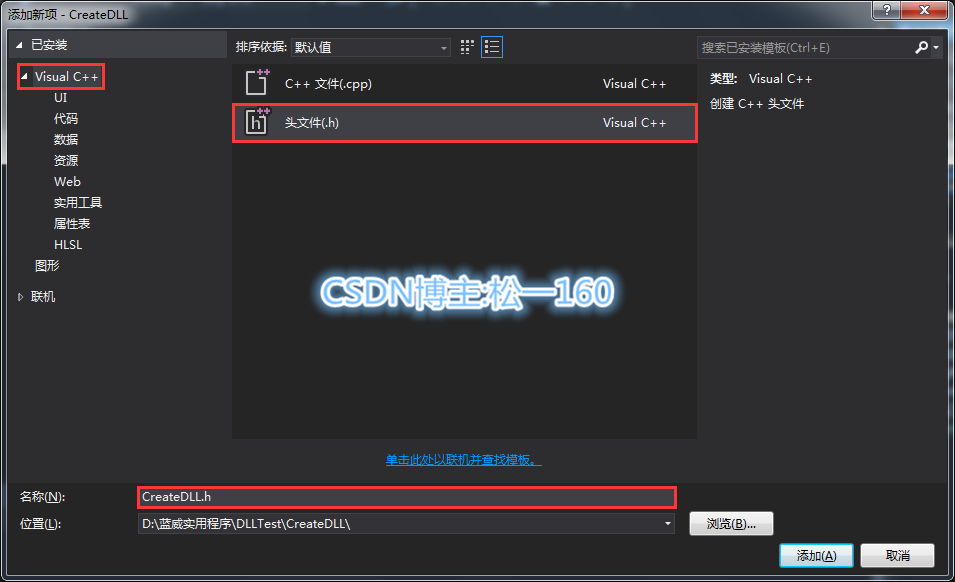 添加新项 - CreateDLL
已安装
排序依据: 默认值
搜索已安装模板(Ctrl+E)
Visual C++
UI
代码
数据
资源
Web
实用工具
属性表
HLSL
图形
联机
C++ 文件(.cpp) Visual C++
头文件(.h) Visual C++
类型: Visual C++
创建 C++ 头文件
CSDN博主:松一160
单击此处以联机并查找模板。
名称(N): CreateDLL.h
位置(L): D:\蓝威实用程序\DLLTest\CreateDLL\
浏览(B)...
添加(A) 取消